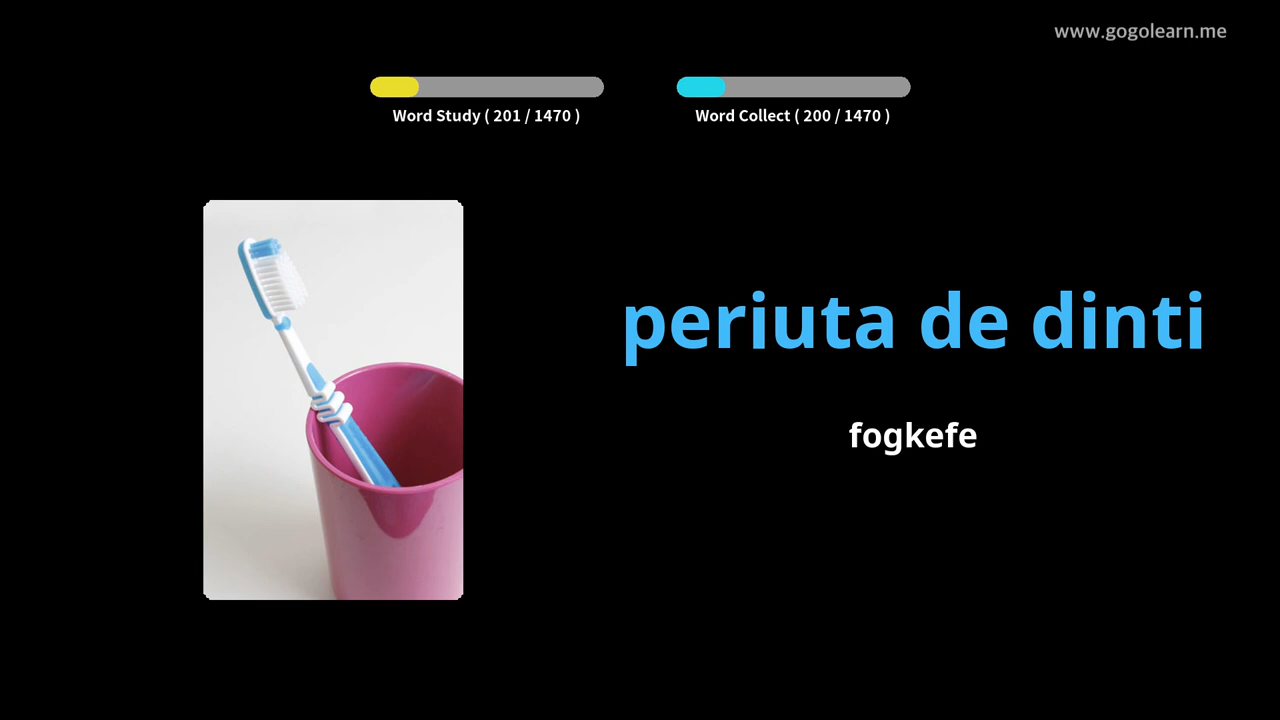 www.gogolearn.me
Word Study ( 201 / 1470 )
Word Collect ( 200 / 1470 )
periuta de dinti
fogkefe